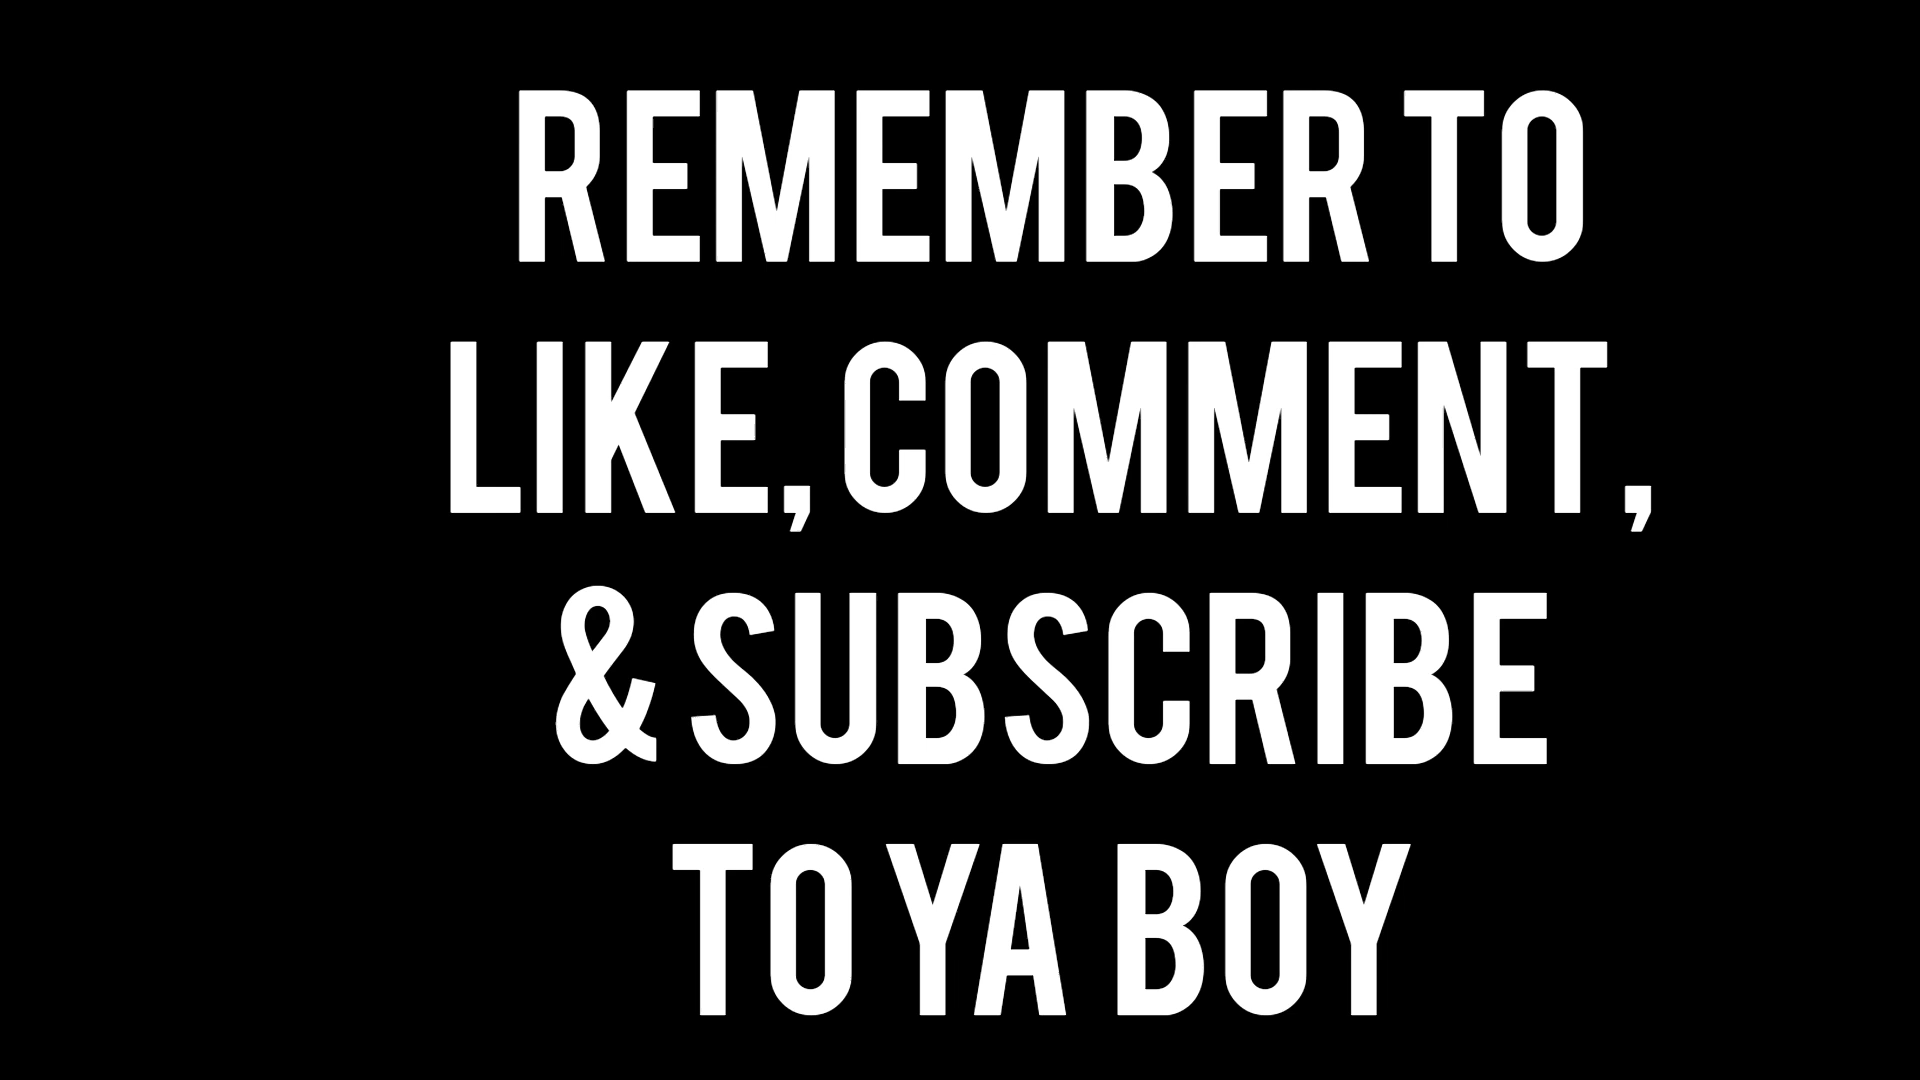 REMEMBER TO
LIKE, COMMENT,
& SUBSCRIBE
TO YA BOY